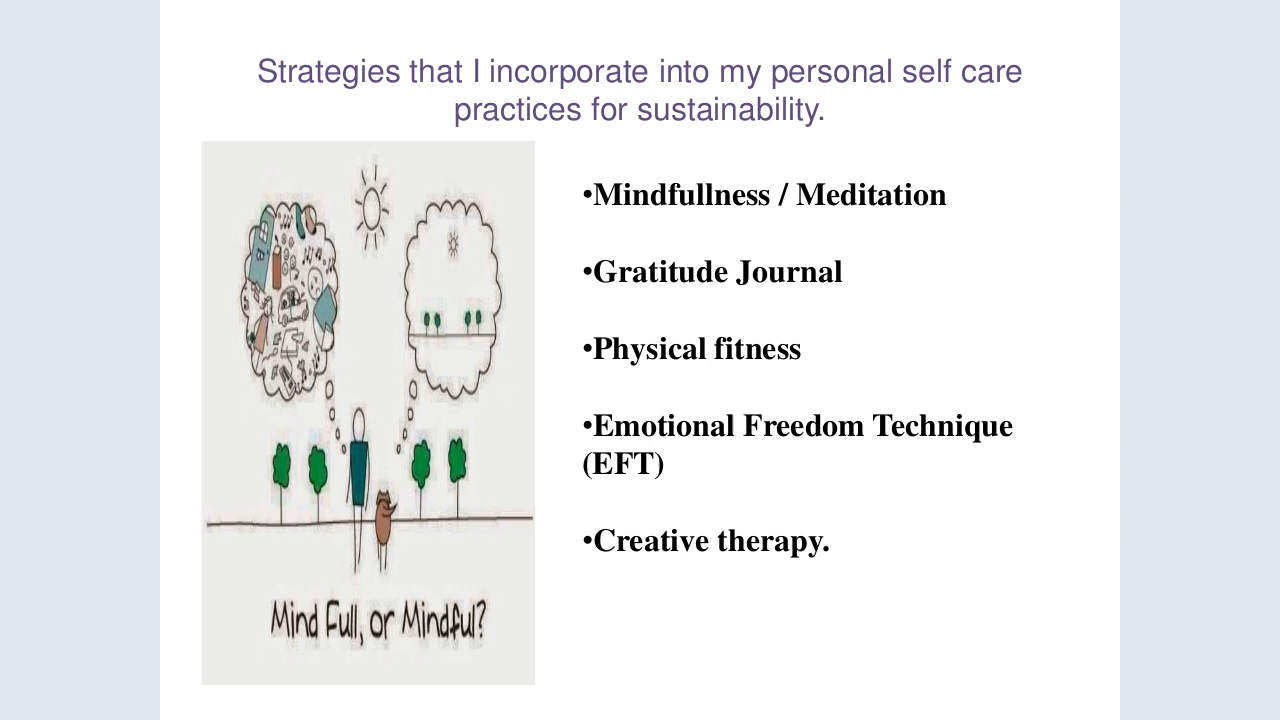 Strategies that I incorporate into my personal self care
practices for sustainability.
•Mindfullness / Meditation
•Gratitude Journal
•Physical fitness
•Emotional Freedom Technique
(EFT)
•Creative therapy.
Mind Full, or Mindful?